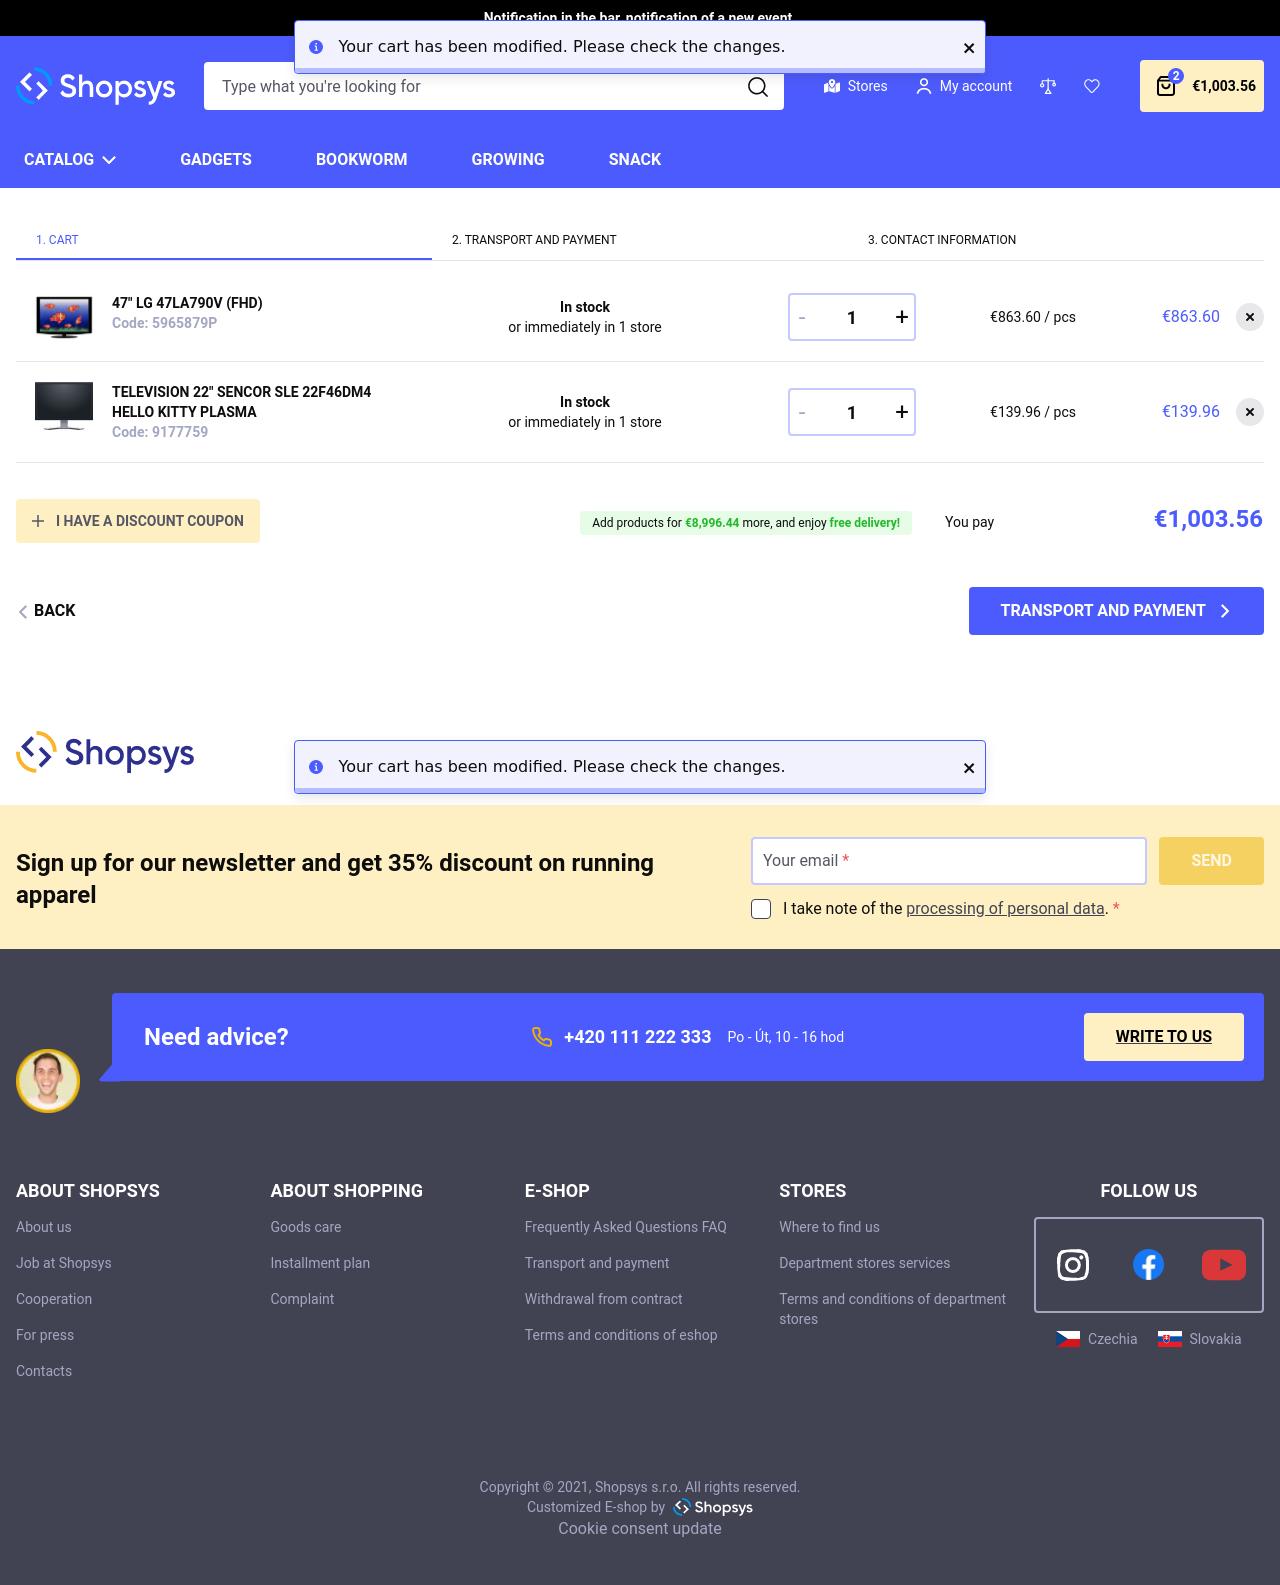 Notification in the bar, notification of a new event.
Your cart has been modified. Please check the changes.
Shopsys
Type what you're looking for
Stores
My account
2
€1,003.56
CATALOG
GADGETS
BOOKWORM
GROWING
SNACK
1. CART
2. TRANSPORT AND PAYMENT
3. CONTACT INFORMATION
47" LG 47LA790V (FHD)
Code: 5965879P
In stock
or immediately in 1 store
- 1 +
€863.60 / pcs
€863.60
TELEVISION 22" SENCOR SLE 22F46DM4
HELLO KITTY PLASMA
Code: 9177759
In stock
or immediately in 1 store
- 1 +
€139.96 / pcs
€139.96
I HAVE A DISCOUNT COUPON
Add products for €8,996.44 more, and enjoy free delivery!
You pay
€1,003.56
BACK
TRANSPORT AND PAYMENT
Shopsys
Your cart has been modified. Please check the changes.
Sign up for our newsletter and get 35% discount on running
apparel
Your email *
SEND
I take note of the processing of personal data. *
Need advice?
+420 111 222 333
Po - Út, 10 - 16 hod
WRITE TO US
ABOUT SHOPSYS
About us
Job at Shopsys
Cooperation
For press
Contacts
ABOUT SHOPPING
Goods care
Installment plan
Complaint
E-SHOP
Frequently Asked Questions FAQ
Transport and payment
Withdrawal from contract
Terms and conditions of eshop
STORES
Where to find us
Department stores services
Terms and conditions of department
stores
FOLLOW US
Czechia
Slovakia
Copyright © 2021, Shopsys s.r.o. All rights reserved.
Customized E-shop by Shopsys
Cookie consent update